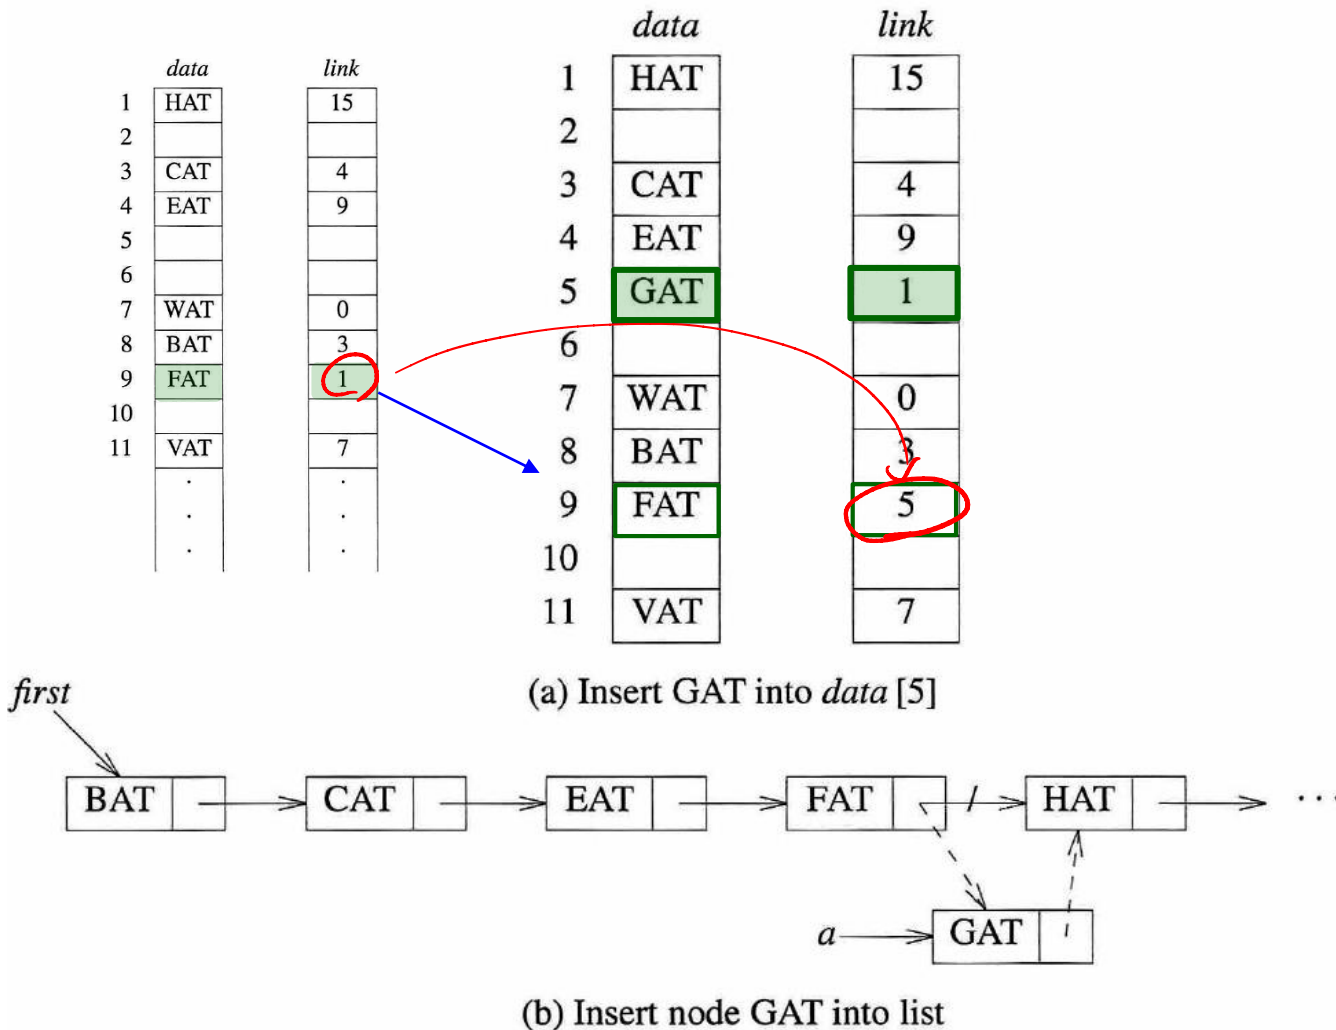 data link
1 HAT 15
2
3 CAT 4
4 EAT 9
5
6
7 WAT 0
8 BAT 3
9 FAT 1
10
11 VAT 7
. .
. .
. .
data link
1 HAT 15
2
3 CAT 4
4 EAT 9
5 GAT 1
6
7 WAT 0
8 BAT 3
9 FAT 5
10
11 VAT 7
(a) Insert GAT into data [5]
first
BAT CAT EAT FAT / HAT · · ·
a GAT
(b) Insert node GAT into list